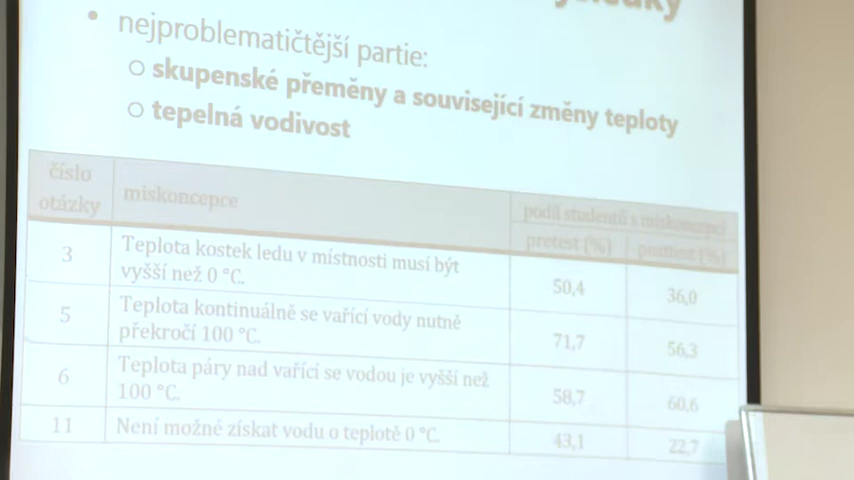 • nejproblematičtější partie:
○ skupenské přeměny a související změny teploty
○ tepelná vodivost
číslo otázky
miskoncepce
podíl studentů s miskoncepcí
pretest (%)
posttest (%)
3
Teplota kostek ledu v místnosti musí být
vyšší než 0 °C.
50,4
36,0
5
Teplota kontinuálně se vařící vody nutně
překročí 100 °C.
71,7
56,3
6
Teplota páry nad vařící se vodou je vyšší než
100 °C.
58,7
60,6
11
Není možné získat vodu o teplotě 0 °C.
43,1
22,7